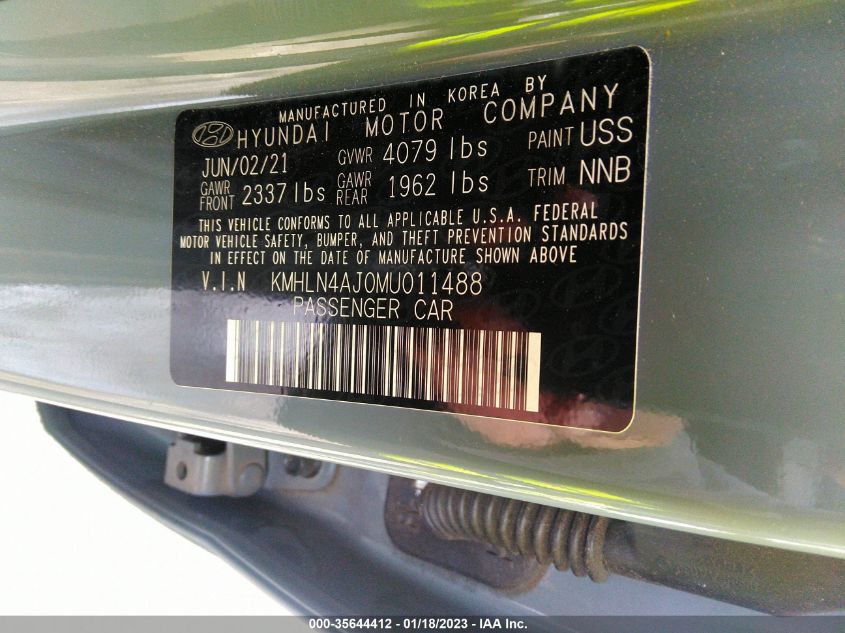 MANUFACTURED IN KOREA BY
HYUNDAI MOTOR COMPANY
JUN/02/21 GVWR 4079 lbs PAINT USS
GAWR FRONT 2337 lbs GAWR REAR 1962 lbs TRIM NNB
THIS VEHICLE CONFORMS TO ALL APPLICABLE U.S.A. FEDERAL
MOTOR VEHICLE SAFETY, BUMPER, AND THEFT PREVENTION STANDARDS
IN EFFECT ON THE DATE OF MANUFACTURE SHOWN ABOVE
V.I.N KMHLN4AJ0MU011488
PASSENGER CAR
000-35644412 - 01/18/2023 - IAA Inc.